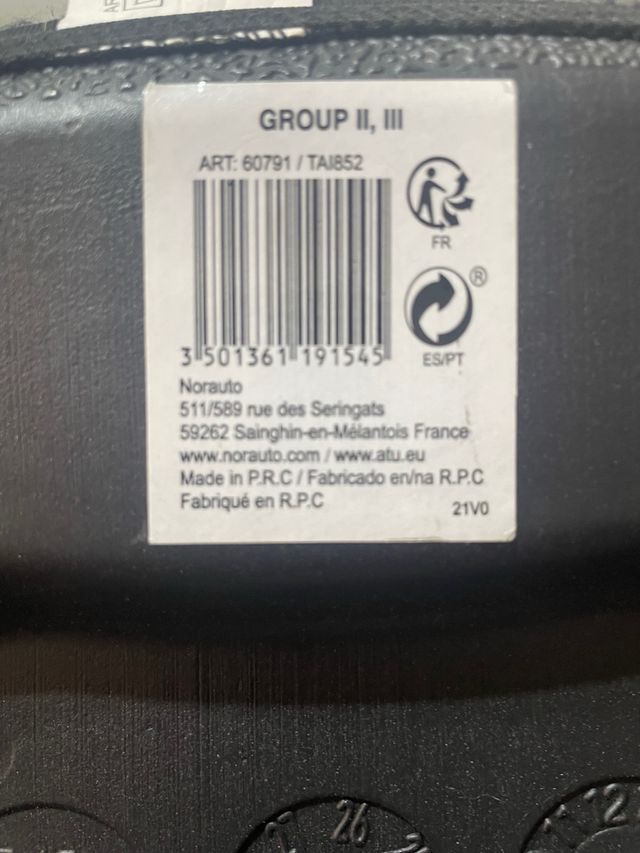 GROUP II, III
ART: 60791 / TAI852
FR
®
3 501361 191545
ES/PT
Norauto
511/589 rue des Seringats
59262 Sainghin-en-Mélantois France
www.norauto.com / www.atu.eu
Made in P.R.C / Fabricado en/na R.P.C
Fabriqué en R.P.C
21V0
26
11 12